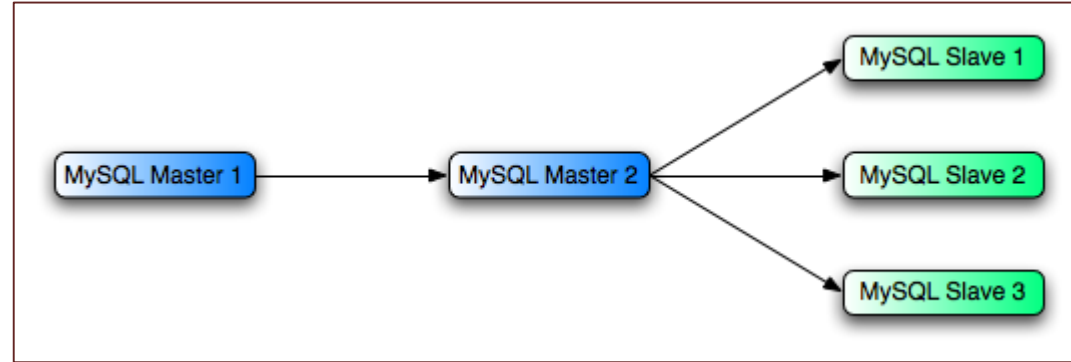 MySQL Slave 1
MySQL Master 1
MySQL Master 2
MySQL Slave 2
MySQL Slave 3